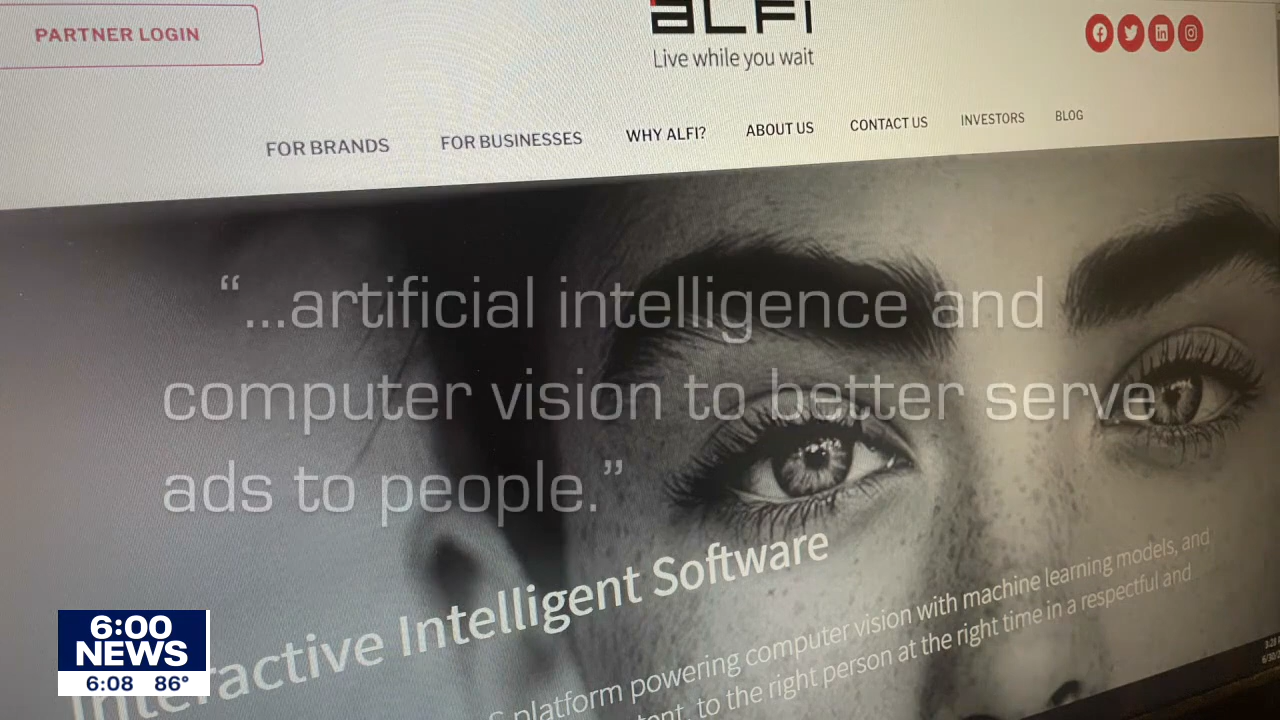 PARTNER LOGIN
ALFI
Live while you wait
FOR BRANDS FOR BUSINESSES WHY ALFI? ABOUT US CONTACT US INVESTORS BLOG
“...artificial intelligence and
computer vision to better serve
ads to people.”
Interactive Intelligent Software
platform powering computer vision with machine learning models, and
to the right person at the right time in a respectful and
6:00
NEWS
6:08 86°